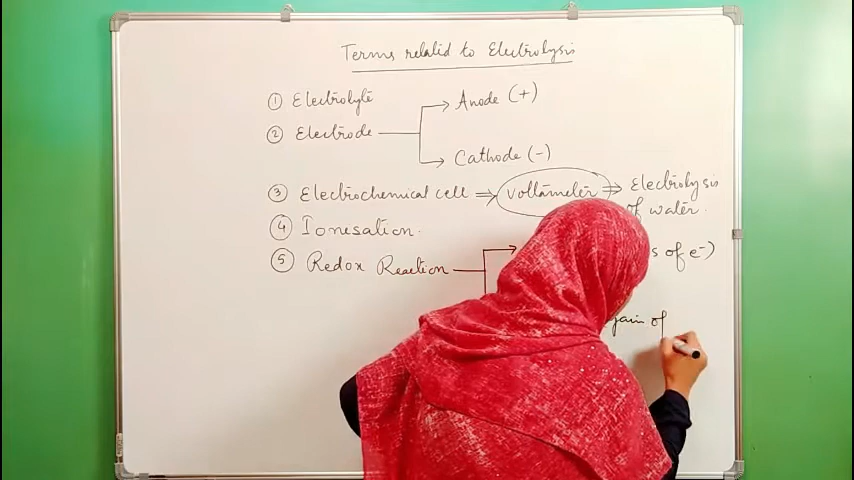 Terms related to Electrolysis
① Electrolyte
Anode (+)
② Electrode
Cathode (-)
③ Electrochemical cell ⇒ voltameter ⇒ Electrolysis of water.
④ Ionisation.
⑤ Redox Reaction
s of e⁻)
gain of